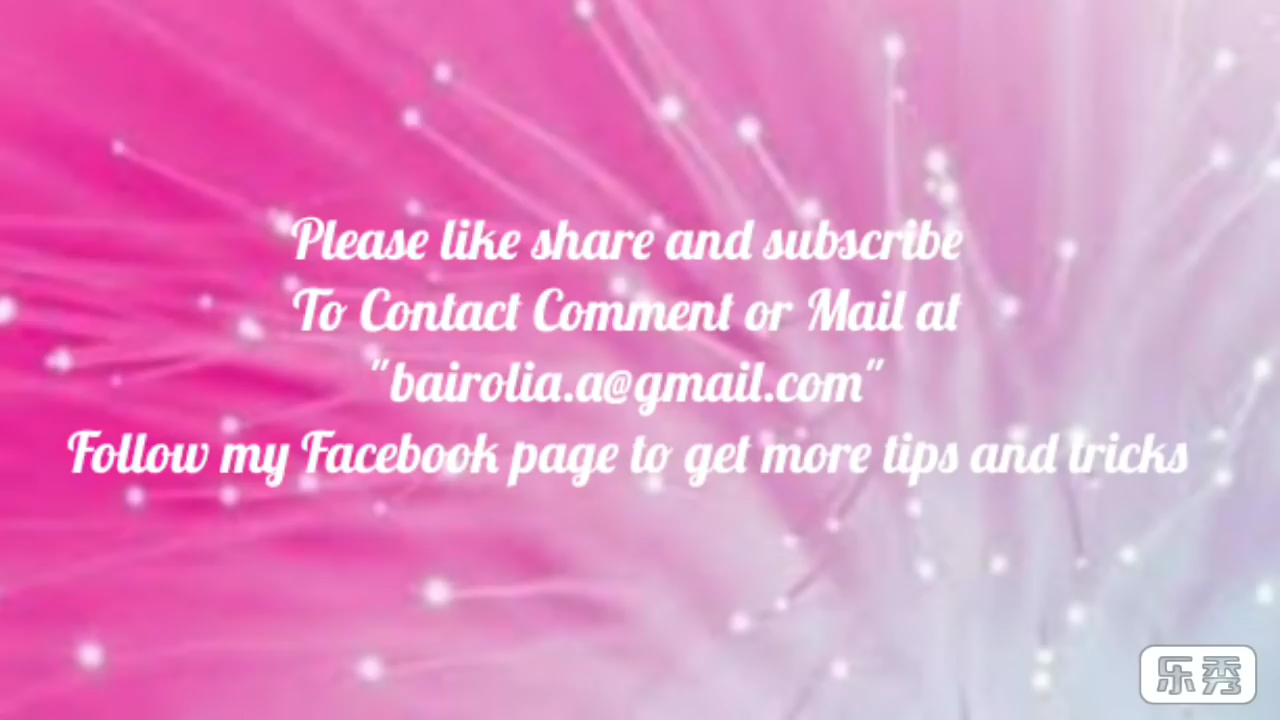 Please like share and subscribe
To Contact Comment or Mail at
"bairolia.a@gmail.com"
Follow my Facebook page to get more tips and tricks
乐秀